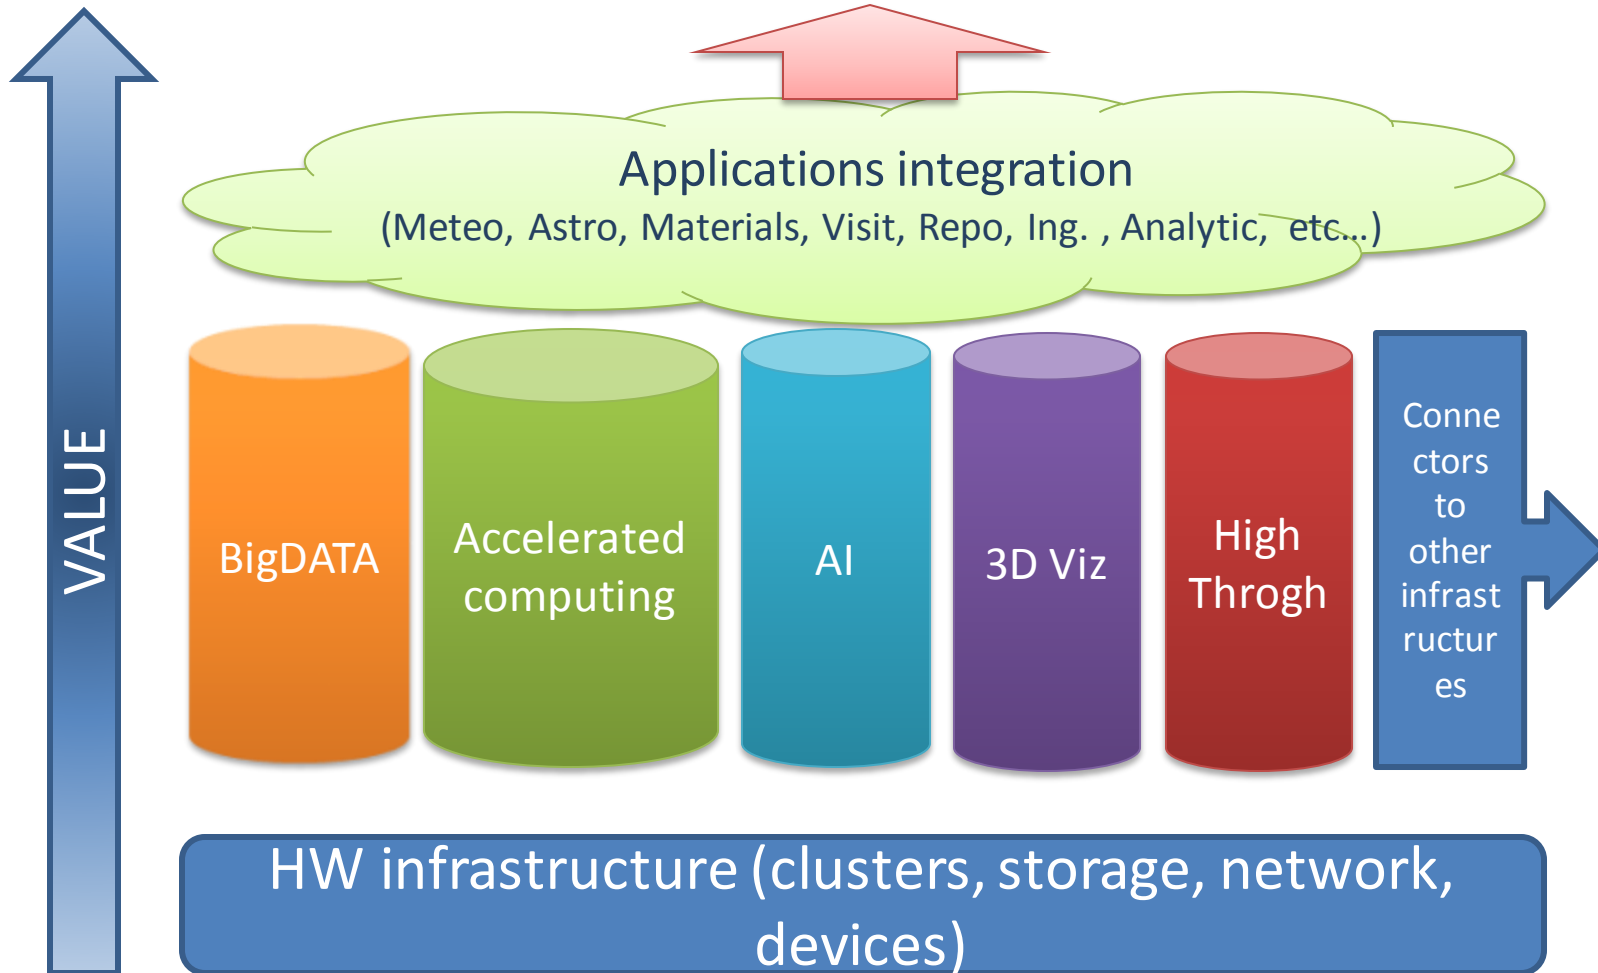 Applications integration
(Meteo, Astro, Materials, Visit, Repo, Ing. , Analytic, etc...)
VALUE
BigDATA
Accelerated
computing
AI
3D Viz
High
Throgh
Conne
ctors
to
other
infrast
ructur
es
HW infrastructure (clusters, storage, network,
devices)